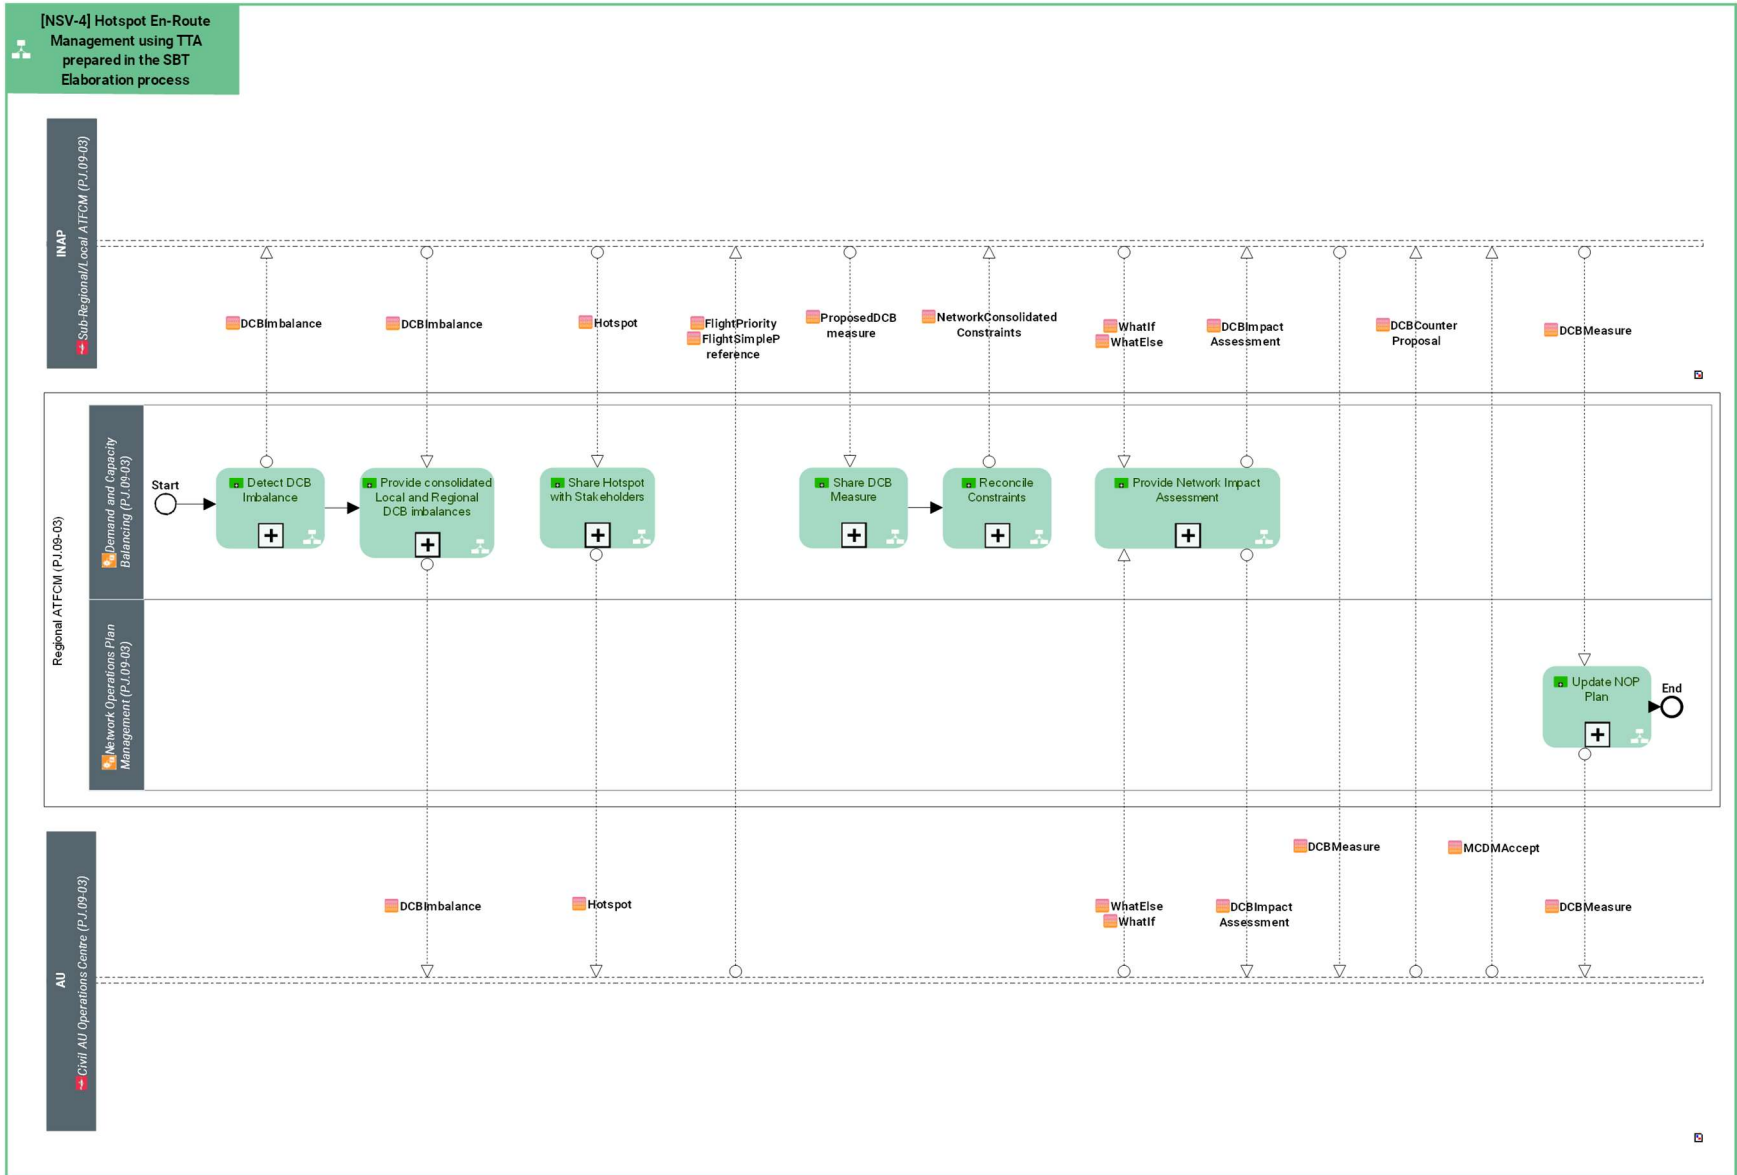 [NSV-4] Hotspot En-Route
Management using TTA
prepared in the SBT
Elaboration process
INAP
Sub-Regional/Local ATFCM (PJ.09-03)
DCBImbalance
DCBImbalance
Hotspot
FlightPriority
FlightSimpleP
reference
ProposedDCB
measure
NetworkConsolidated
Constraints
WhatIf
WhatElse
DCBImpact
Assessment
DCBCounter
Proposal
DCBMeasure
Regional ATFCM (PJ.09-03)
Demand and Capacity
Balancing (PJ.09-03)
Start
Detect DCB
Imbalance
Provide consolidated
Local and Regional
DCB imbalances
Share Hotspot
with Stakeholders
Share DCB
Measure
Reconcile
Constraints
Provide Network Impact
Assessment
Network Operations Plan
Management (PJ.09-03)
Update NOP
Plan
End
AU
Civil AU Operations Centre (PJ.09-03)
DCBImbalance
Hotspot
WhatElse
WhatIf
DCBImpact
Assessment
DCBMeasure
MCDMAccept
DCBMeasure